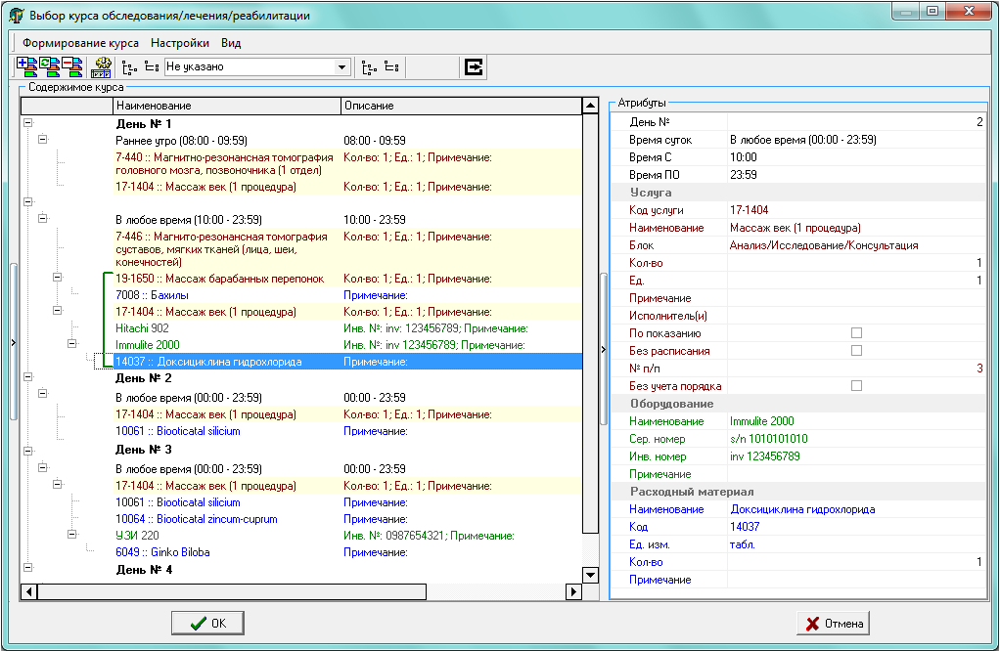 Выбор курса обследования/лечения/реабилитации
Формирование курса Настройки Вид
Не указано
Содержимое курса
Наименование Описание
День № 1
Раннее утро (08:00 - 09:59) 08:00 - 09:59
7-440 :: Магнитно-резонансная томография Кол-во: 1; Ед.: 1; Примечание:
головного мозга, позвоночника (1 отдел)
17-1404 :: Массаж век (1 процедура) Кол-во: 1; Ед.: 1; Примечание:
В любое время (10:00 - 23:59) 10:00 - 23:59
7-446 :: Магнито-резонансная томография Кол-во: 1; Ед.: 1; Примечание:
суставов, мягких тканей (лица, шеи,
конечностей)
19-1650 :: Массаж барабанных перепонок Кол-во: 1; Ед.: 1; Примечание:
7008 :: Бахилы Примечание:
17-1404 :: Массаж век (1 процедура) Кол-во: 1; Ед.: 1; Примечание:
Hitachi 902 Инв. №: inv: 123456789; Примечание:
Immulite 2000 Инв. №: inv 123456789; Примечание:
14037 :: Доксициклина гидрохлорида Примечание:
День № 2
В любое время (00:00 - 23:59) 00:00 - 23:59
17-1404 :: Массаж век (1 процедура) Кол-во: 1; Ед.: 1; Примечание:
10061 :: Biooticatal silicium Примечание:
День № 3
В любое время (00:00 - 23:59) 00:00 - 23:59
17-1404 :: Массаж век (1 процедура) Кол-во: 1; Ед.: 1; Примечание:
10061 :: Biooticatal silicium Примечание:
10064 :: Biooticatal zincum-cuprum Примечание:
УЗИ 220 Инв. №: 0987654321; Примечание:
6049 :: Ginko Biloba Примечание:
День № 4
Атрибуты
День № 2
Время суток В любое время (00:00 - 23:59)
Время С 10:00
Время ПО 23:59
Услуга
Код услуги 17-1404
Наименование Массаж век (1 процедура)
Блок Анализ/Исследование/Консультация
Кол-во 1
Ед. 1
Примечание
Исполнитель(и)
По показанию
Без расписания
№ п/п 3
Без учета порядка
Оборудование
Наименование Immulite 2000
Сер. номер s/n 1010101010
Инв. номер inv 123456789
Примечание
Расходный материал
Наименование Доксициклина гидрохлорида
Код 14037
Ед. изм. табл.
Кол-во 1
Примечание
OK Отмена